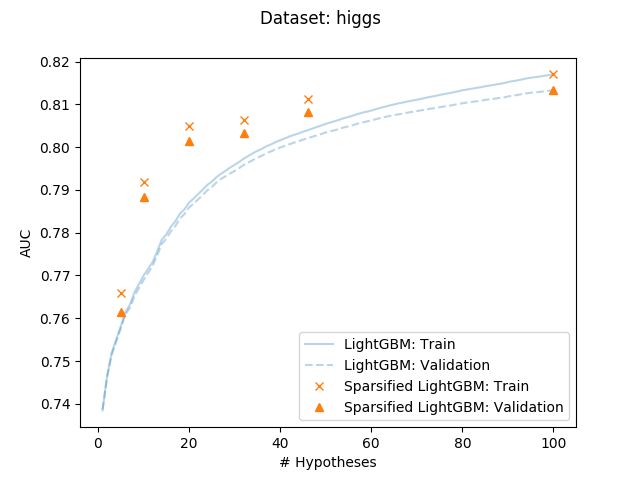 Dataset: higgs
0.82
0.81
0.80
0.79
0.78
0.77
0.76
0.75
0.74
AUC
LightGBM: Train
LightGBM: Validation
Sparsified LightGBM: Train
Sparsified LightGBM: Validation
0 20 40 60 80 100
# Hypotheses